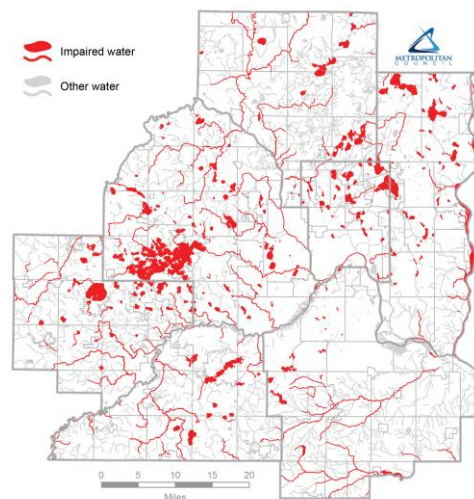 Impaired water
Other water
METROPOLITAN
COUNCIL
0 5 10 15 20
Miles